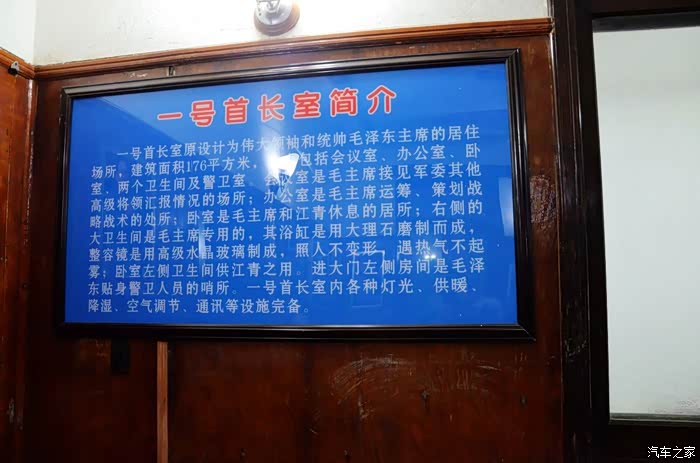 一号首长室简介
一号首长室原设计为伟大领袖和统帅毛泽东主席的居住
场所，建筑面积176平方米，包括会议室、办公室、卧
室、两个卫生间及警卫室。会议室是毛主席接见军委其他
高级将领汇报情况的场所；办公室是毛主席运筹、策划战
略战术的处所；卧室是毛主席和江青休息的居所；右侧的
大卫生间是毛主席专用的，其浴缸是用大理石磨制而成，
整容镜是用高级水晶玻璃制成，照人不变形，遇热气不起
雾；卧室左侧卫生间供江青之用。进大门左侧房间是毛泽
东贴身警卫人员的哨所。一号首长室内各种灯光、供暖、
降湿、空气调节、通讯等设施完备。
汽车之家